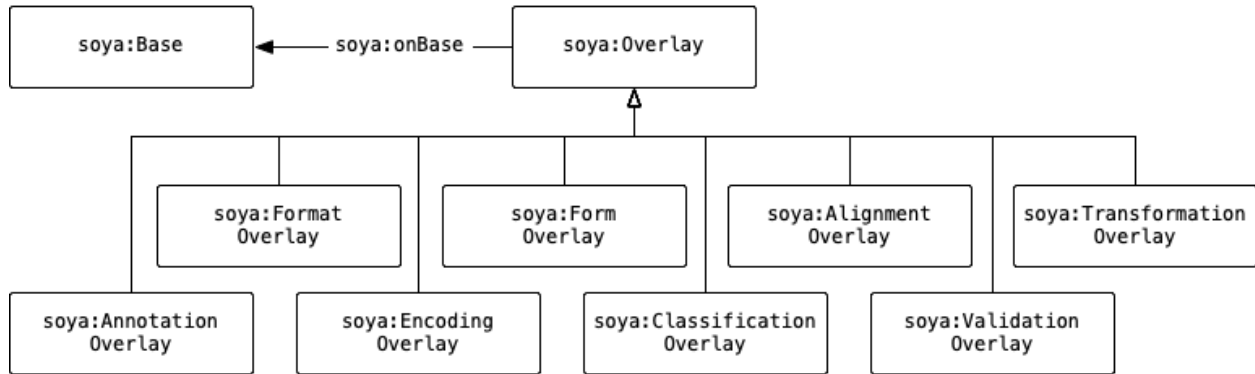 soya:Base
soya:onBase
soya:Overlay
soya:Format
Overlay
soya:Form
Overlay
soya:Alignment
Overlay
soya:Transformation
Overlay
soya:Annotation
Overlay
soya:Encoding
Overlay
soya:Classification
Overlay
soya:Validation
Overlay